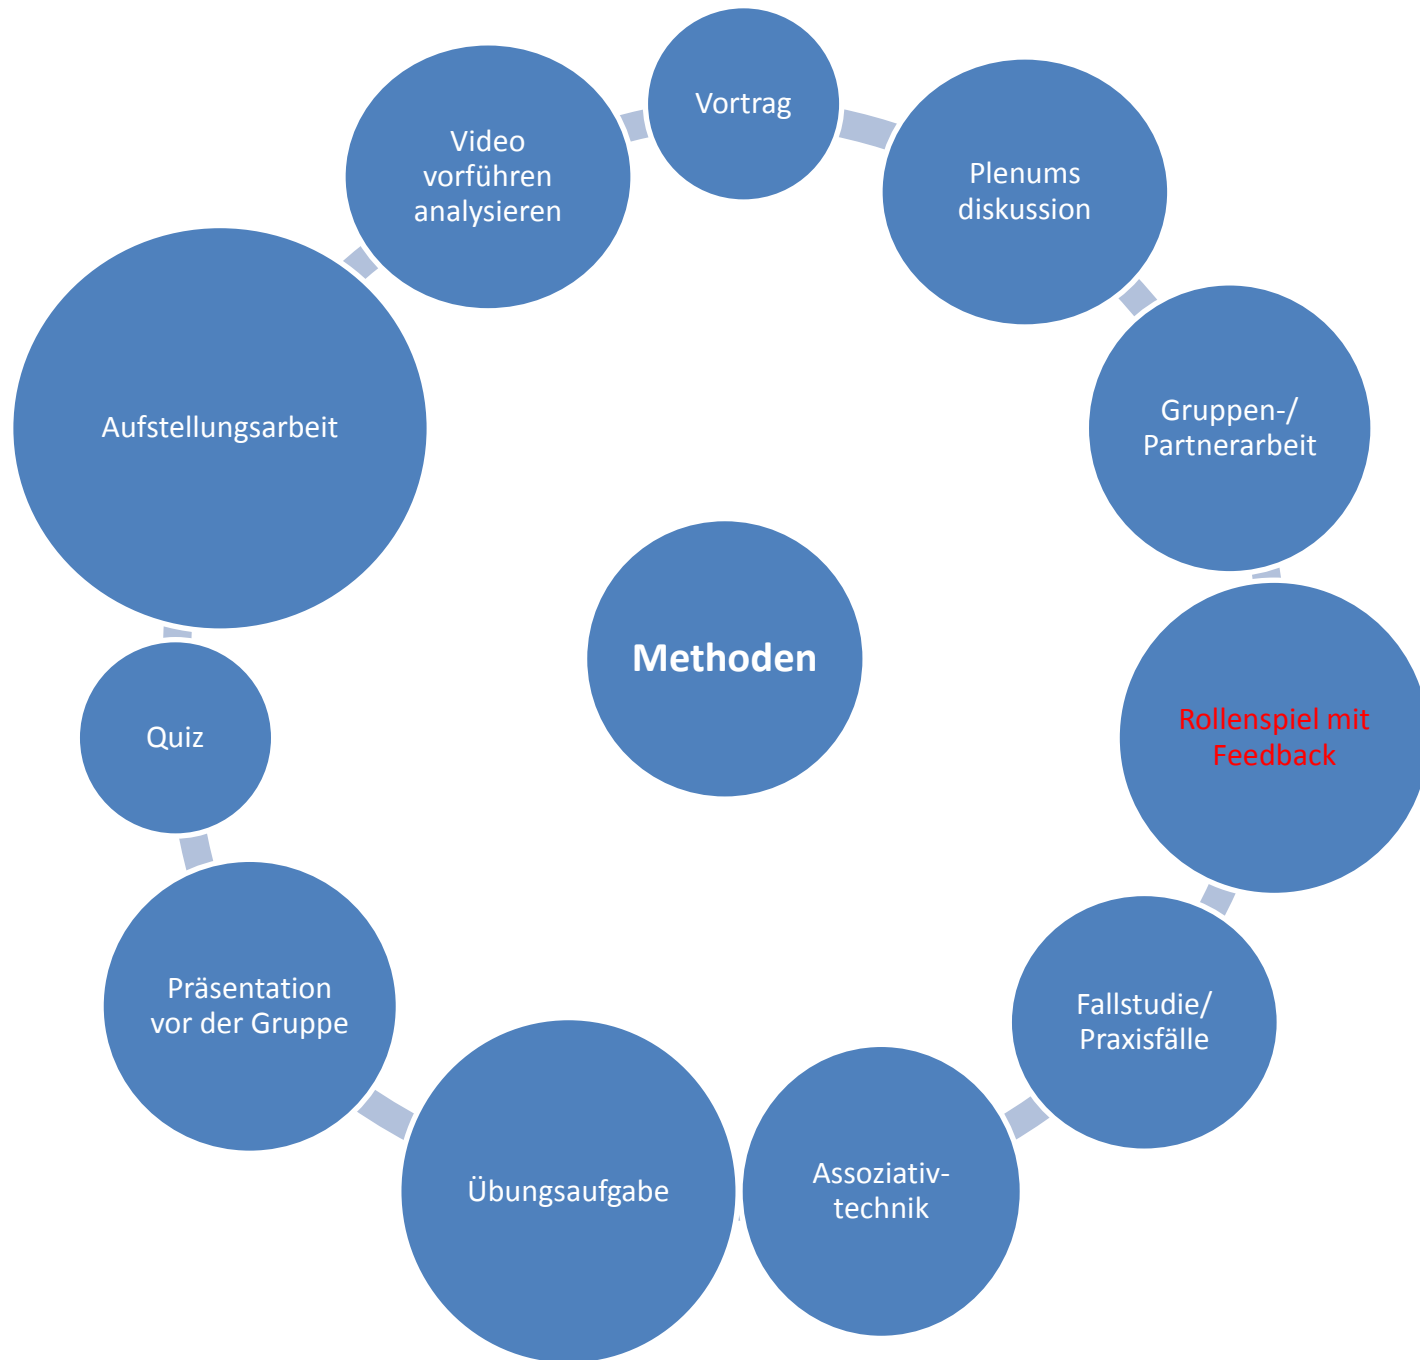 Vortrag
Video
vorführen
analysieren
Plenums
diskussion
Aufstellungsarbeit
Gruppen-/
Partnerarbeit
Methoden
Rollenspiel mit
Feedback
Quiz
Präsentation
vor der Gruppe
Fallstudie/
Praxisfälle
Übungsaufgabe
Assoziativ-
technik